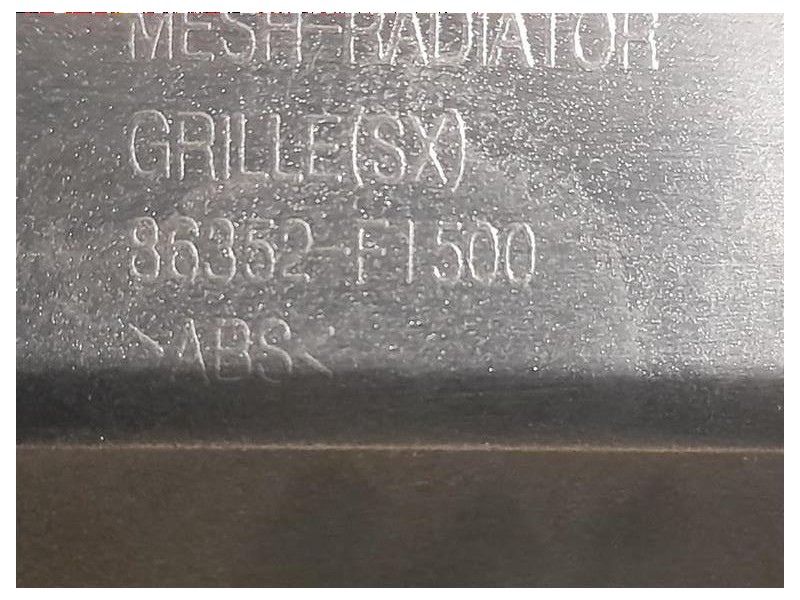 MESH-RADIATOR
GRILLE(SX)
86352-F1500
>ABS<